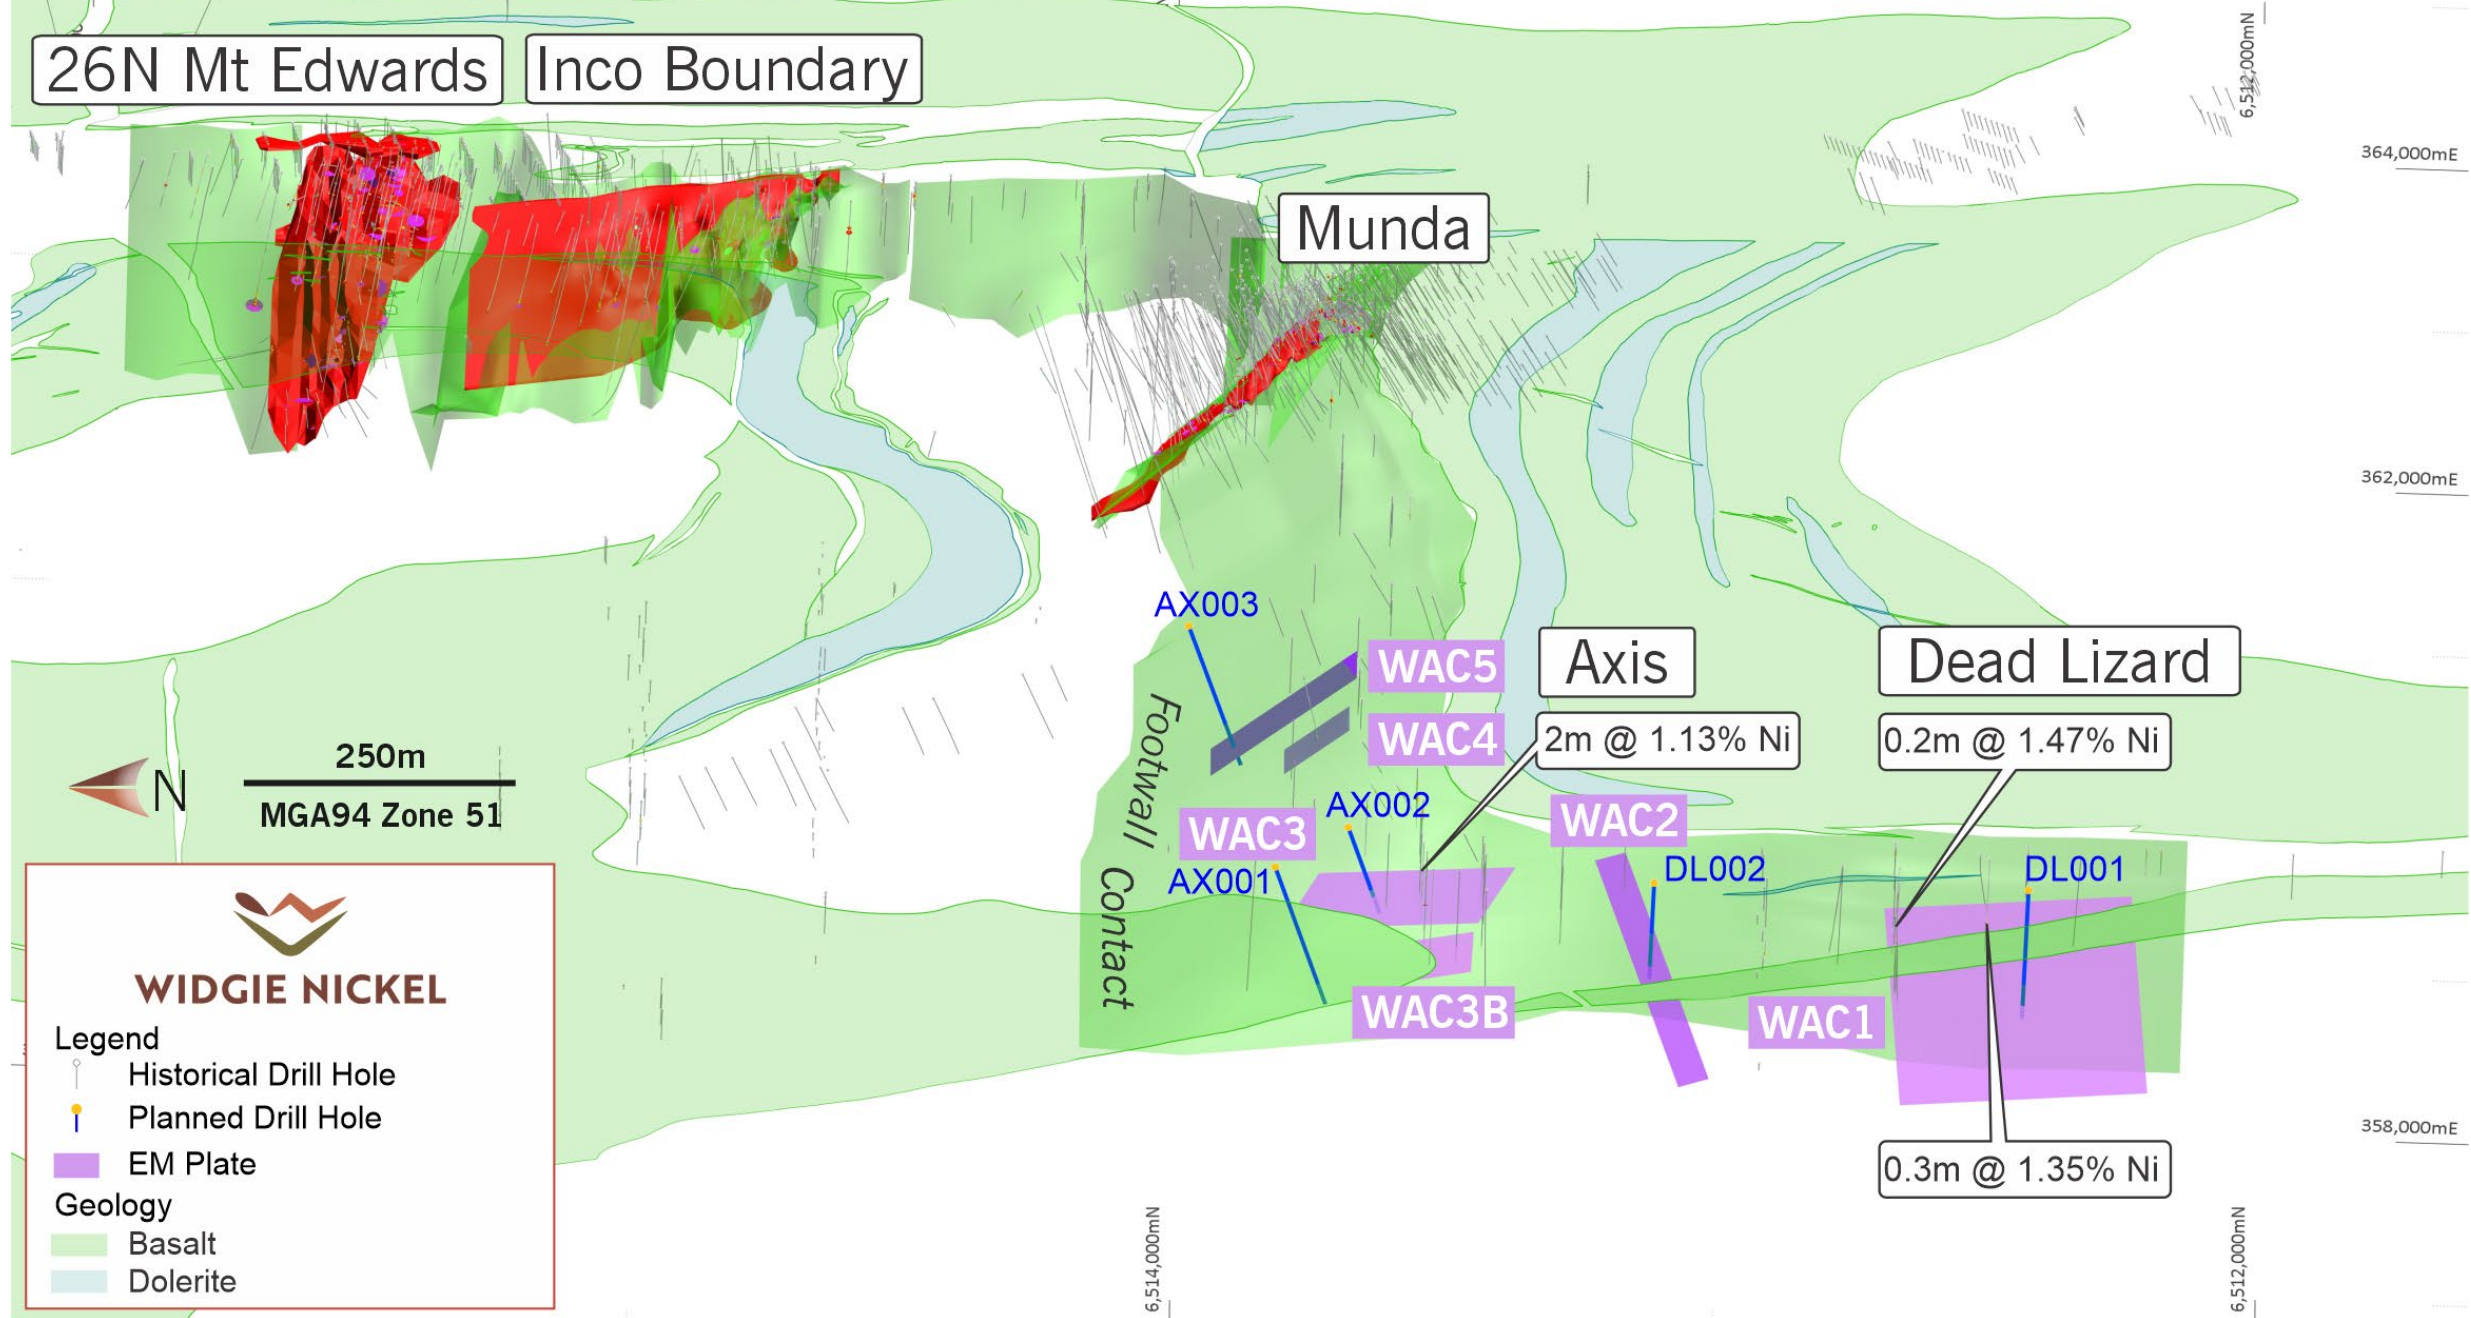 26N Mt Edwards
Inco Boundary
6,512,000mN
364,000mE
Munda
362,000mE
AX003
WAC5
Axis
Dead Lizard
WAC4
2m @ 1.13% Ni
0.2m @ 1.47% Ni
Footwall Contact
N
250m
MGA94 Zone 51
WAC3
AX002
WAC2
AX001
DL002
DL001
WAC3B
WAC1
358,000mE
0.3m @ 1.35% Ni
6,514,000mN
6,512,000mN
WIDGIE NICKEL
Legend
Historical Drill Hole
Planned Drill Hole
EM Plate
Geology
Basalt
Dolerite